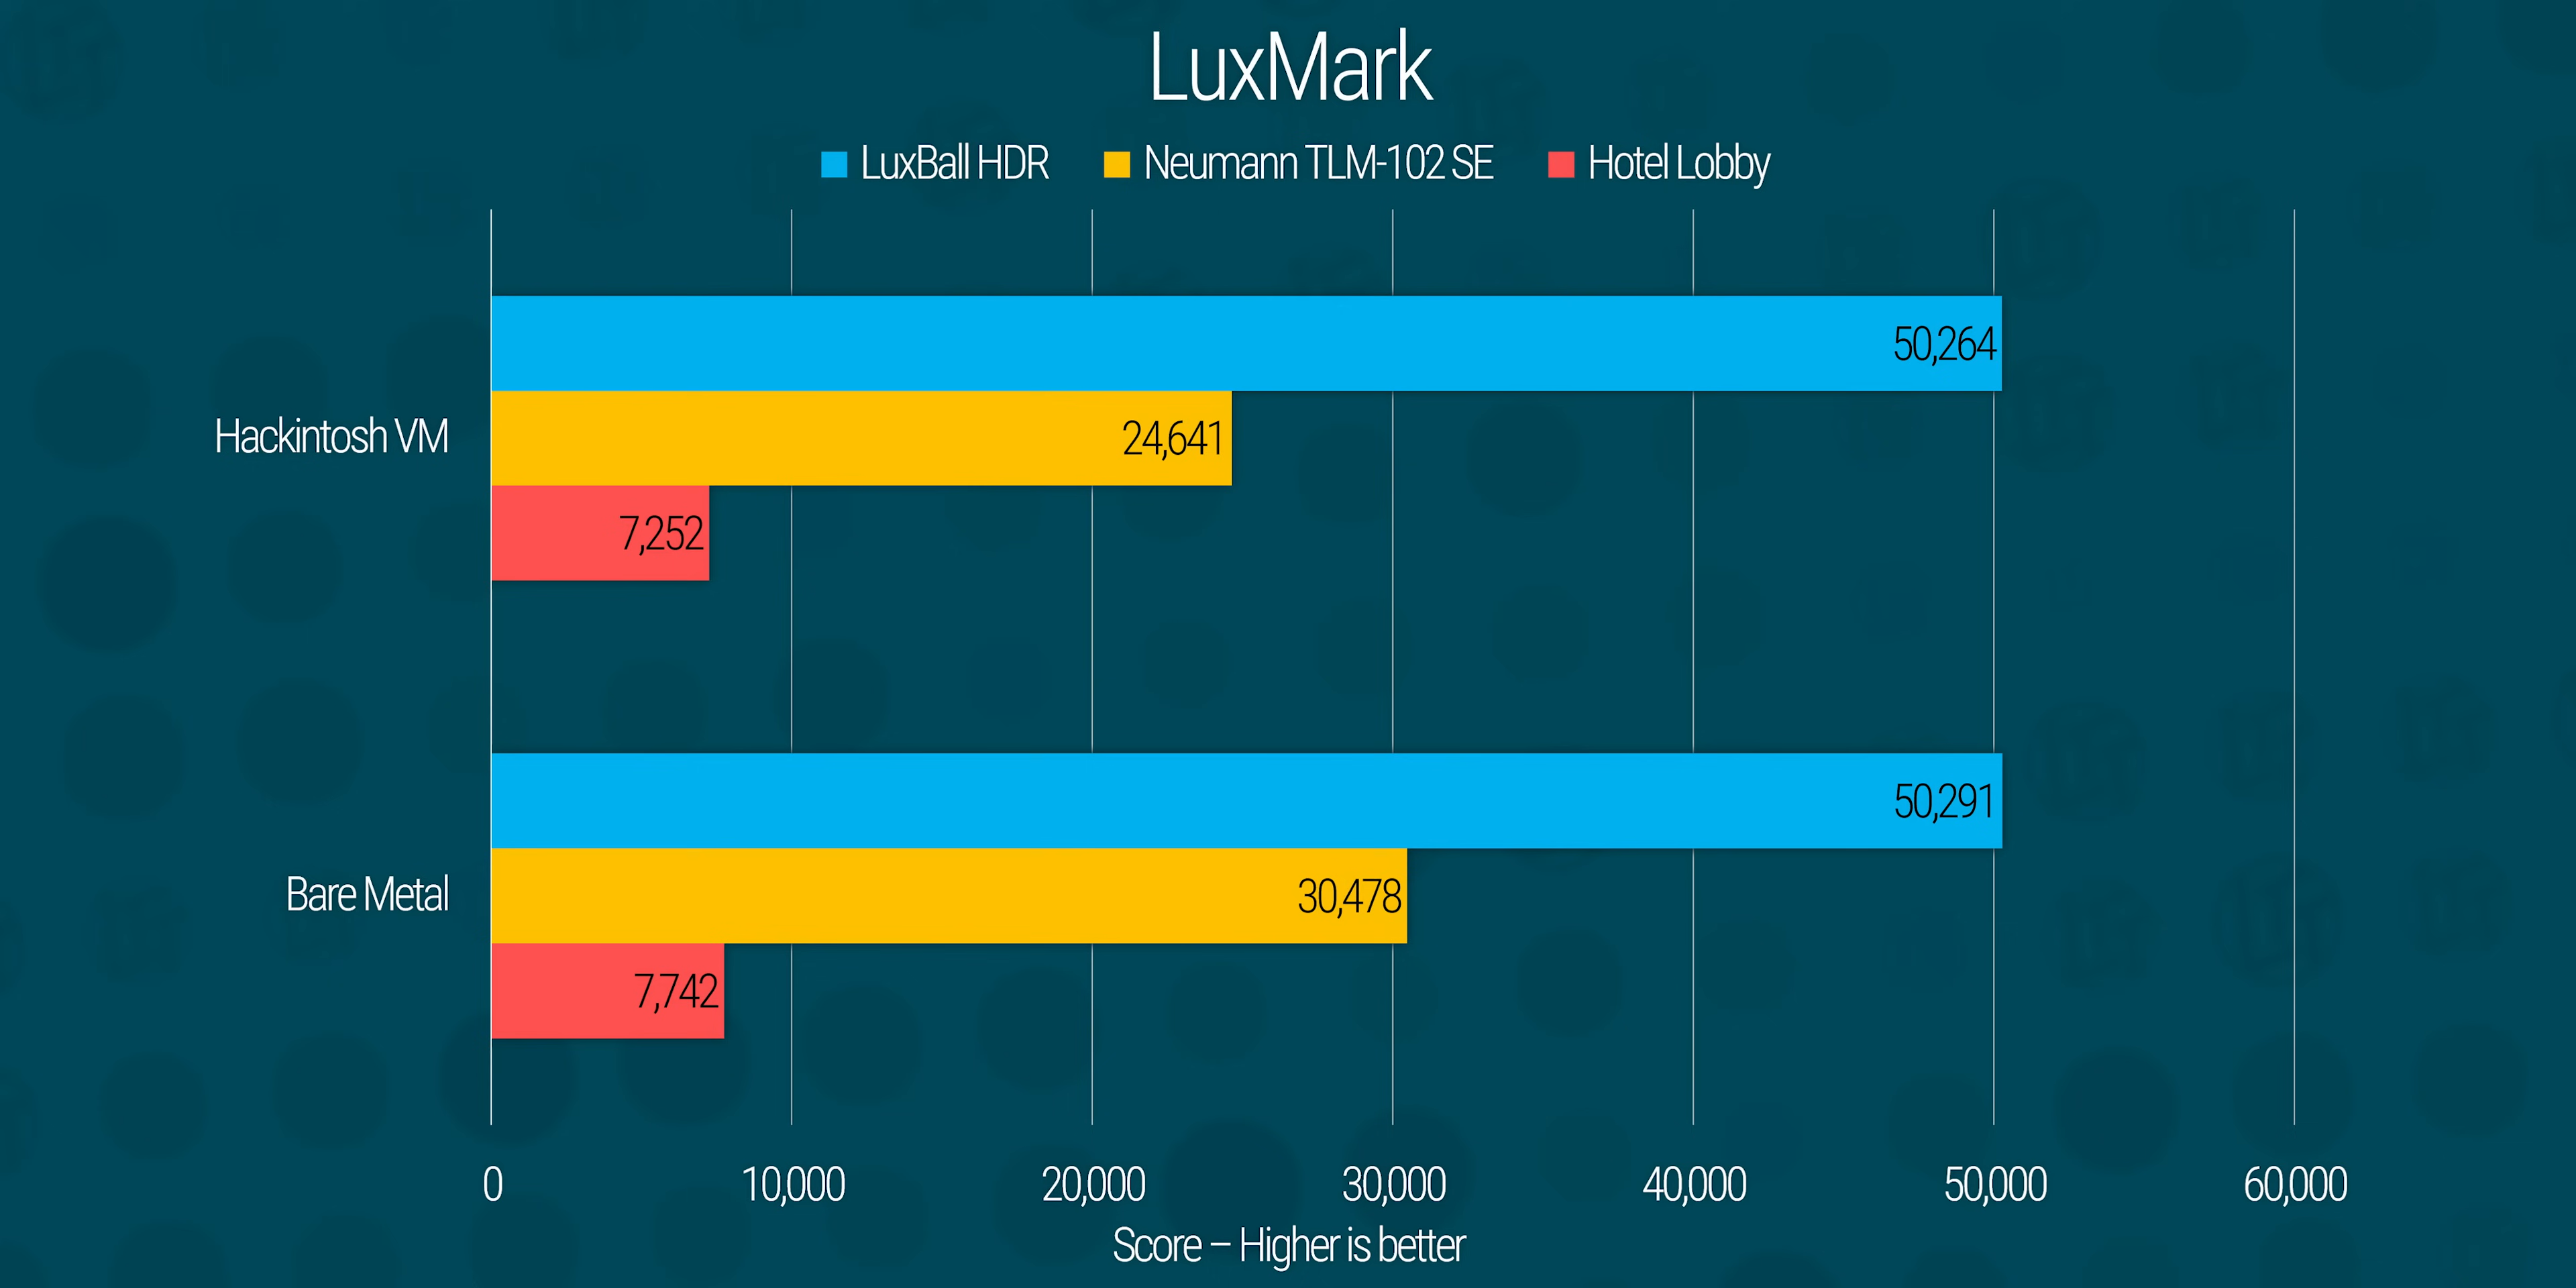 LuxMark
LuxBall HDR Neumann TLM-102 SE Hotel Lobby
50,264
Hackintosh VM 24,641
7,252
50,291
Bare Metal 30,478
7,742
0 10,000 20,000 30,000 40,000 50,000 60,000
Score – Higher is better